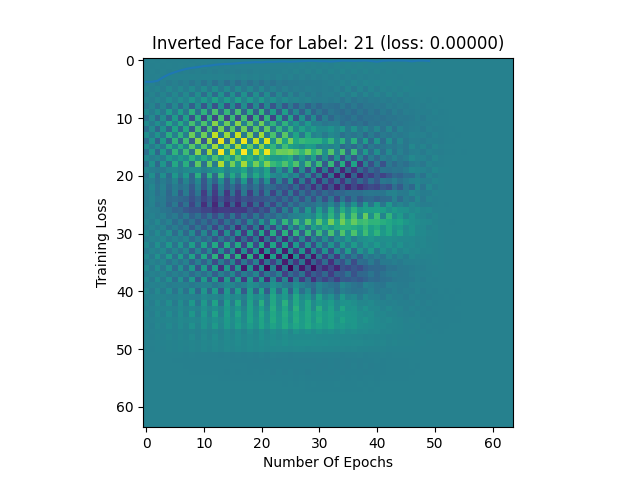 Inverted Face for Label: 21 (loss: 0.00000)
0
10
20
30
40
50
60
Training Loss
0 10 20 30 40 50 60
Number Of Epochs